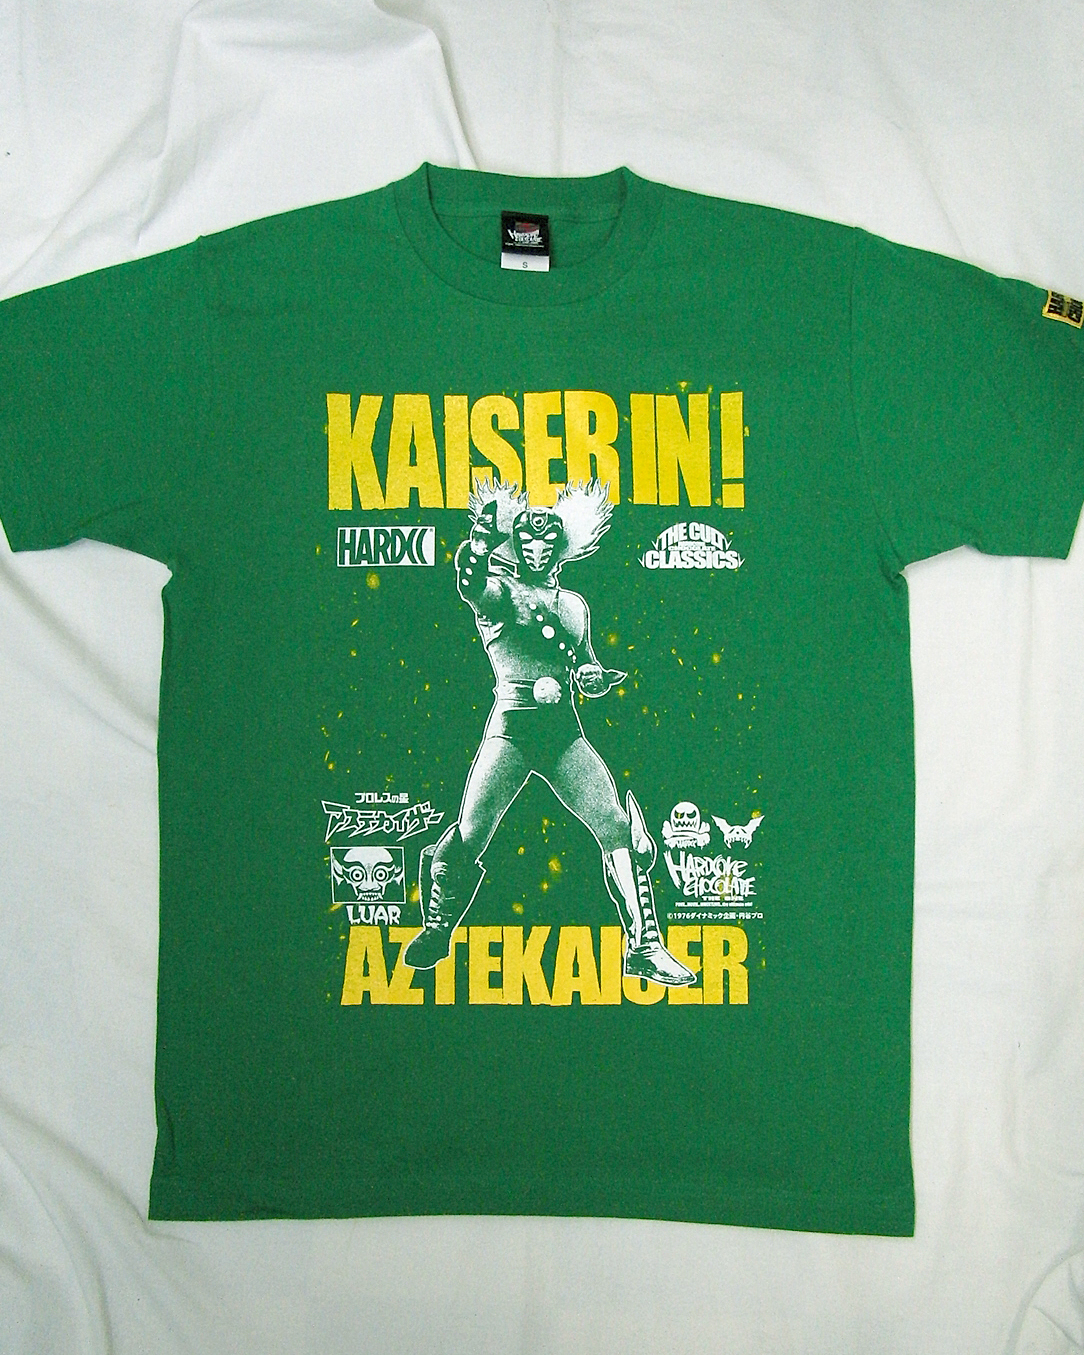 HARDCORE CHOCOLATE
S
KAISER IN!
HARDCC
THE CULT
CLASSICS
プロレスの星
アステカイザー
LUAR
HARDCORE
CHOCOLATE
©1976ダイナミック企画・円谷プロ
AZTEKAISER